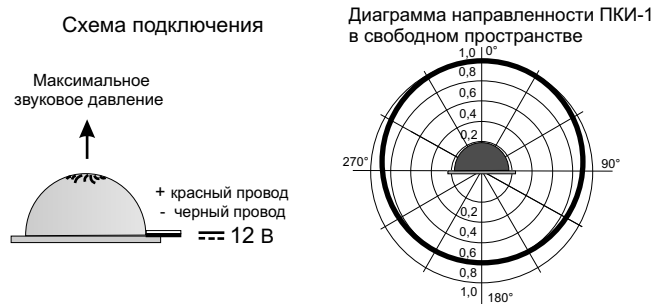 Схема подключения
Максимальное
звуковое давление
+ красный провод
- черный провод
12 В
Диаграмма направленности ПКИ-1
в свободном пространстве
1,0 0°
0,8
0,6
0,4
0,2
270°
90°
0,2
0,4
0,6
0,8
1,0 180°